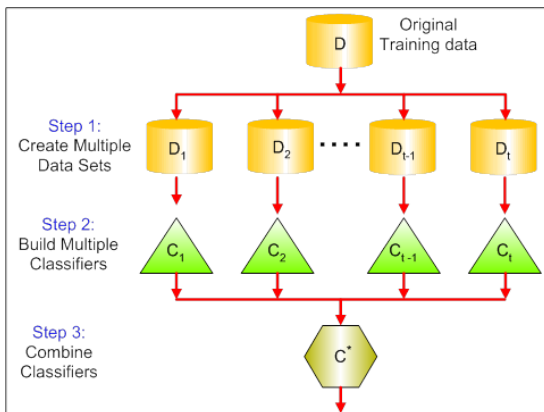 Original
Training data
D
Step 1:
Create Multiple
Data Sets
D₁
D₂
....
Dₜ₋₁
Dₜ
Step 2:
Build Multiple
Classifiers
C₁
C₂
Cₜ₋₁
Cₜ
Step 3:
Combine
Classifiers
C*